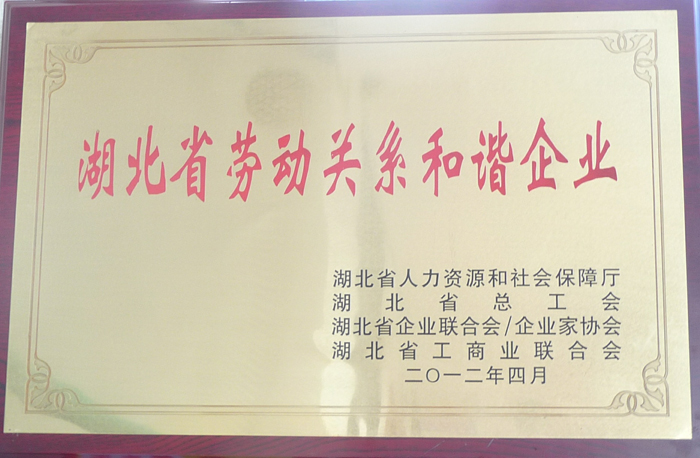 湖北省劳动关系和谐企业
湖北省人力资源和社会保障厅
湖北省总工会
湖北省企业联合会/企业家协会
湖北省工商业联合会
二〇一二年四月